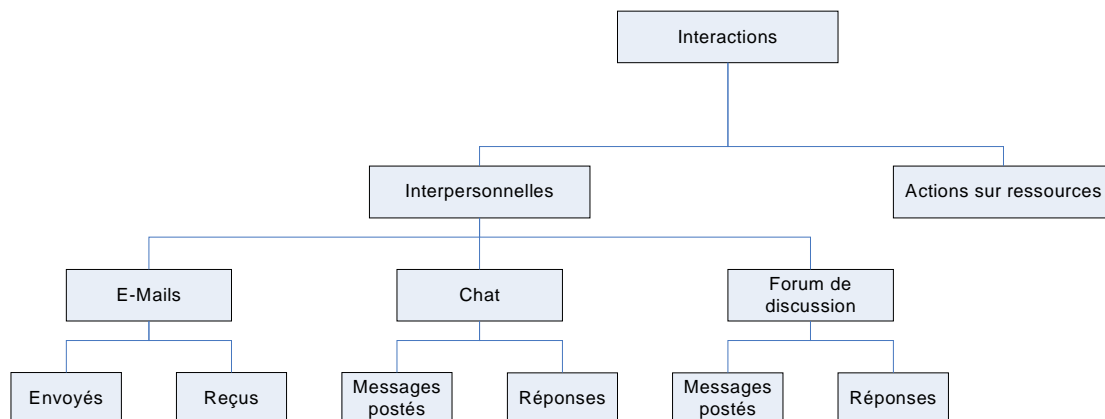 Interactions
Interpersonnelles
Actions sur ressources
E-Mails
Chat
Forum de
discussion
Envoyés
Reçus
Messages
postés
Réponses
Messages
postés
Réponses